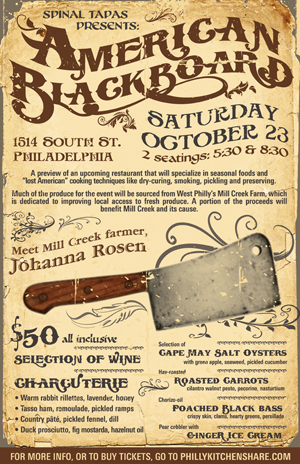 SPINAL TAPAS
PRESENTS:
AMERICAN
BLACKBOARD
SATURDAY
OCTOBER 23
2 seatings: 5:30 & 8:30
1514 SOUTH ST.
PHILADELPHIA
A preview of an upcoming restaurant that will specialize in seasonal foods and
"lost American" cooking techniques like dry-curing, smoking, pickling and preserving.
Much of the produce for the event will be sourced from West Philly's Mill Creek Farm, which
is dedicated to improving local access to fresh produce. A portion of the proceeds will
benefit Mill Creek and its cause.
Meet Mill Creek farmer,
Johanna Rosen
$50 all inclusive
SELECTION OF WINE
CHARCUTERIE
• Warm rabbit rillettes, lavender, honey
• Tasso ham, remoulade, pickled ramps
• Country pâté, pickled fennel, dill
• Duck prosciutto, fig mostarda, hazelnut oil
Selection of
CAPE MAY SALT OYSTERS
with green apple, seaweed, pickled cucumber
Hay-roasted
ROASTED CARROTS
cilantro walnut pesto, pecorino, nasturtium
Chorizo-oil
POACHED BLACK BASS
crispy skin, clams, hearty greens, persillade
Pear cobbler with
GINGER ICE CREAM
FOR MORE INFO, OR TO BUY TICKETS, GO TO PHILLYKITCHENSHARE.COM